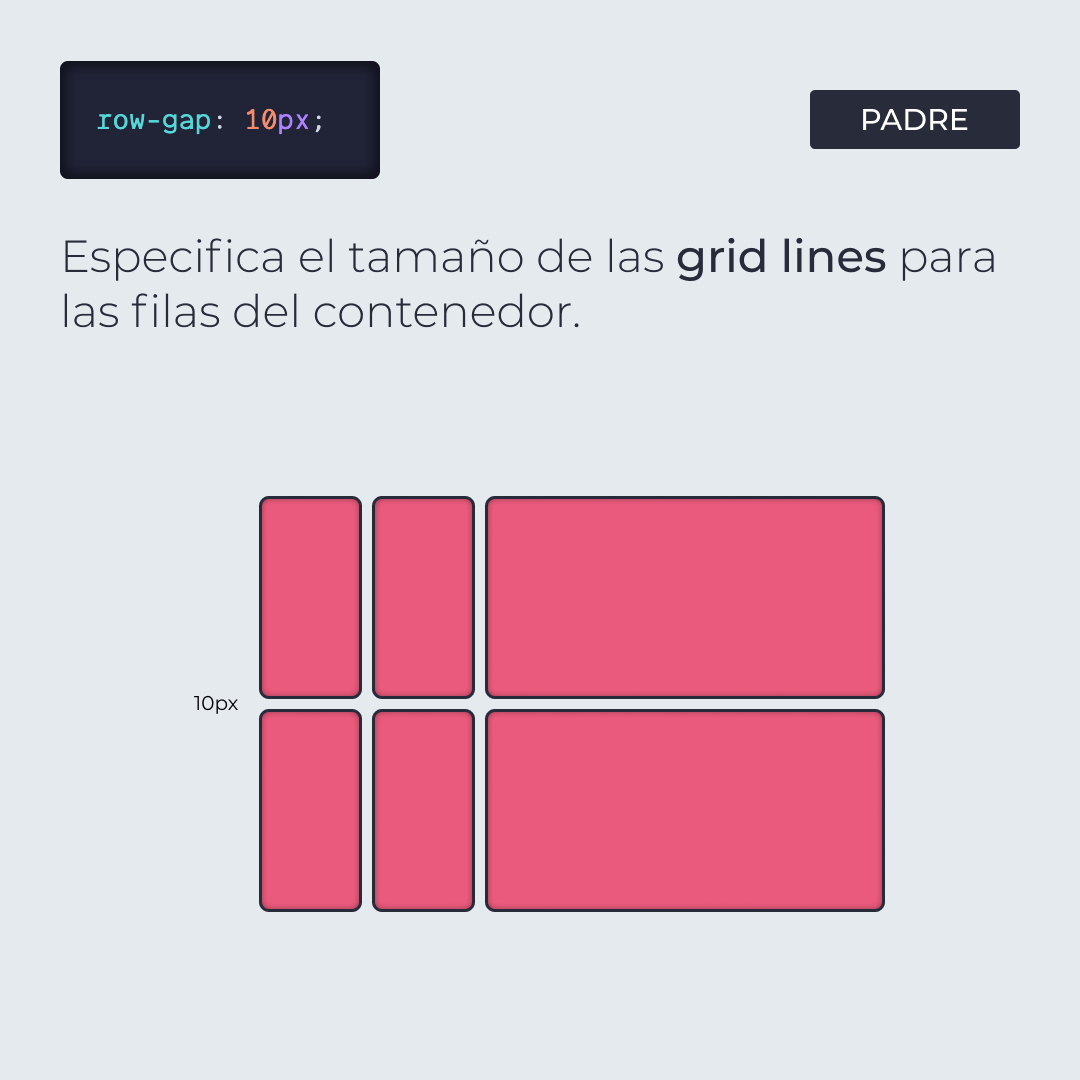 row-gap: 10px;
PADRE
Especifica el tamaño de las grid lines para
las filas del contenedor.
10px